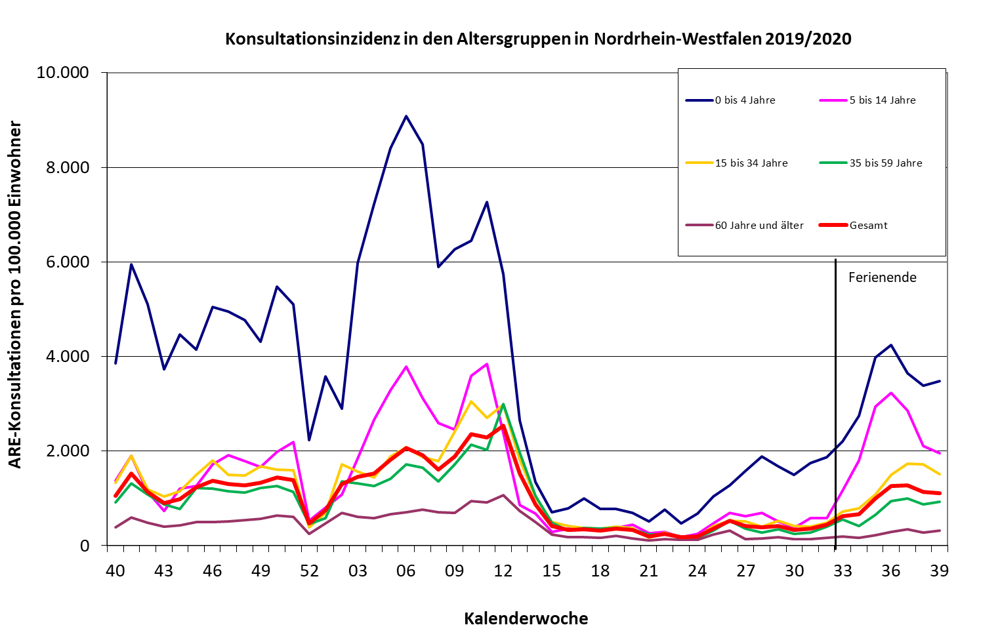 Konsultationsinzidenz in den Altersgruppen in Nordrhein-Westfalen 2019/2020
ARE-Konsultationen pro 100.000 Einwohner
10.000
8.000
6.000
4.000
2.000
0
0 bis 4 Jahre
5 bis 14 Jahre
15 bis 34 Jahre
35 bis 59 Jahre
60 Jahre und älter
Gesamt
Ferienende
40 43 46 49 52 03 06 09 12 15 18 21 24 27 30 33 36 39
Kalenderwoche